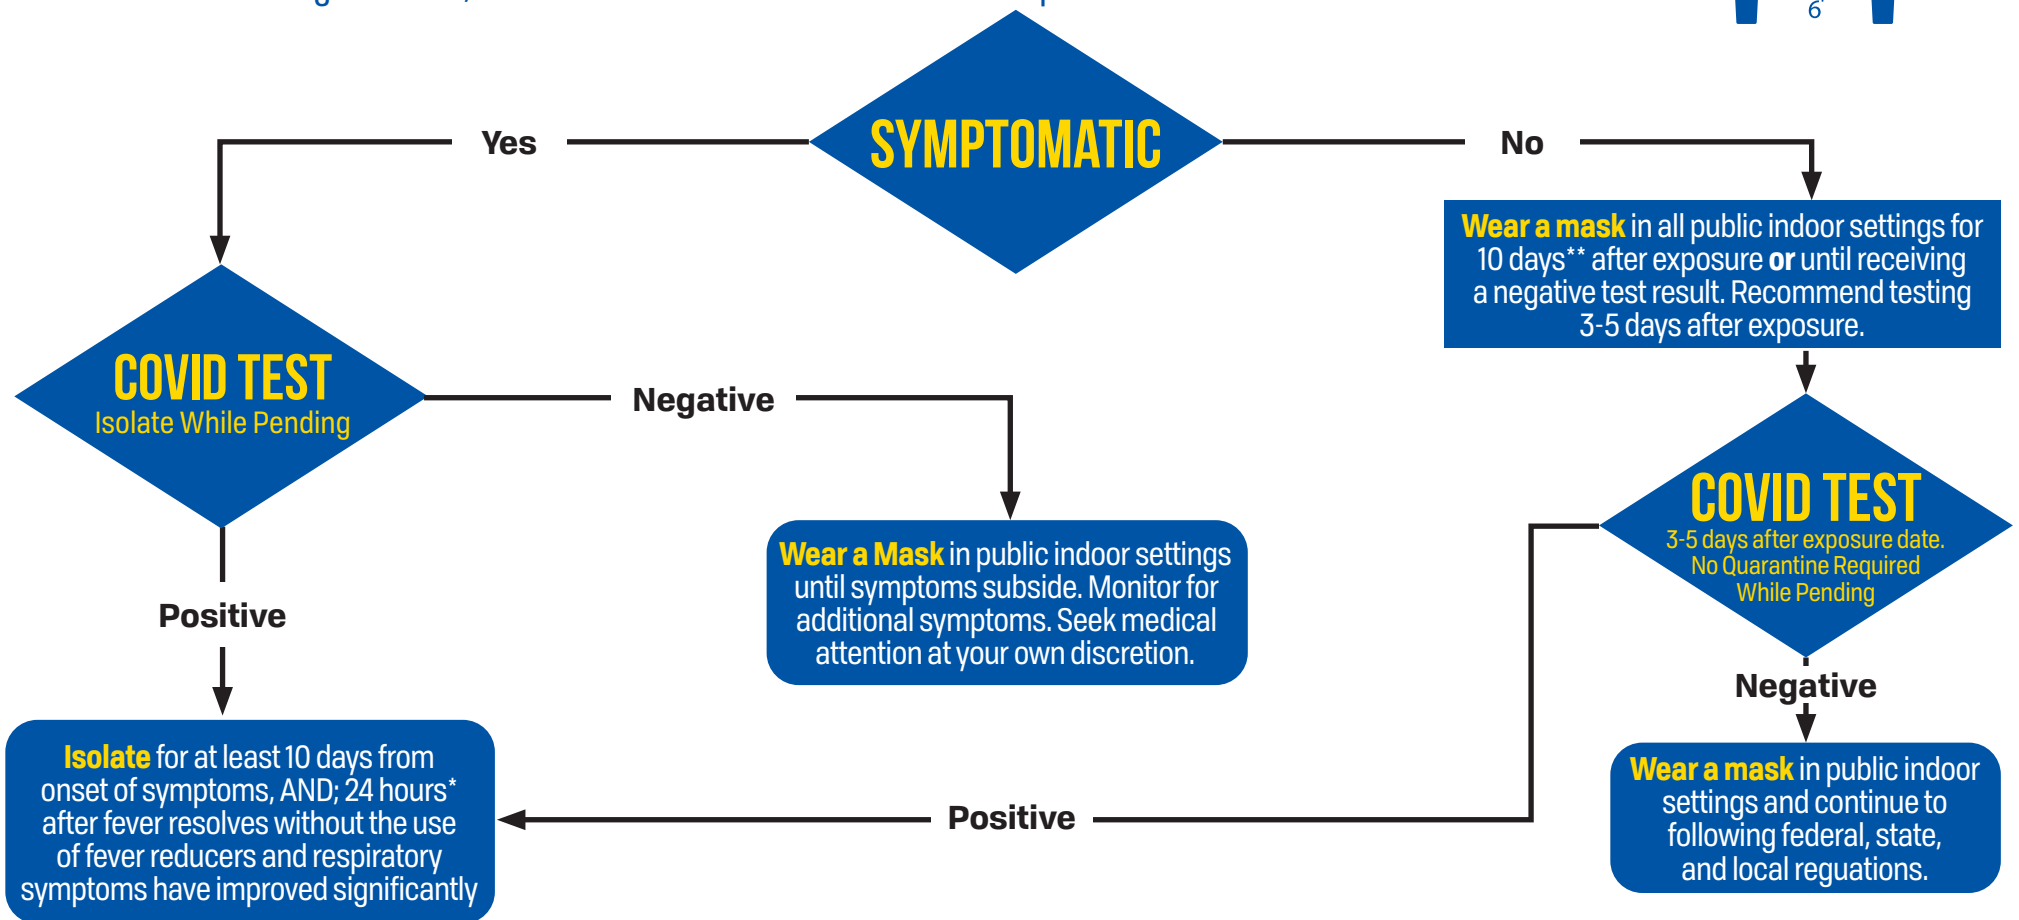 6'
SYMPTOMATIC
Yes
No
Wear a mask in all public indoor settings for
10 days** after exposure or until receiving
a negative test result. Recommend testing
3-5 days after exposure.
COVID TEST
Isolate While Pending
Negative
COVID TEST
3-5 days after exposure date.
No Quarantine Required
While Pending
Wear a Mask in public indoor settings
until symptoms subside. Monitor for
additional symptoms. Seek medical
attention at your own discretion.
Positive
Negative
Isolate for at least 10 days from
onset of symptoms, AND; 24 hours*
after fever resolves without the use
of fever reducers and respiratory
symptoms have improved significantly
Positive
Wear a mask in public indoor
settings and continue to
following federal, state,
and local reguations.